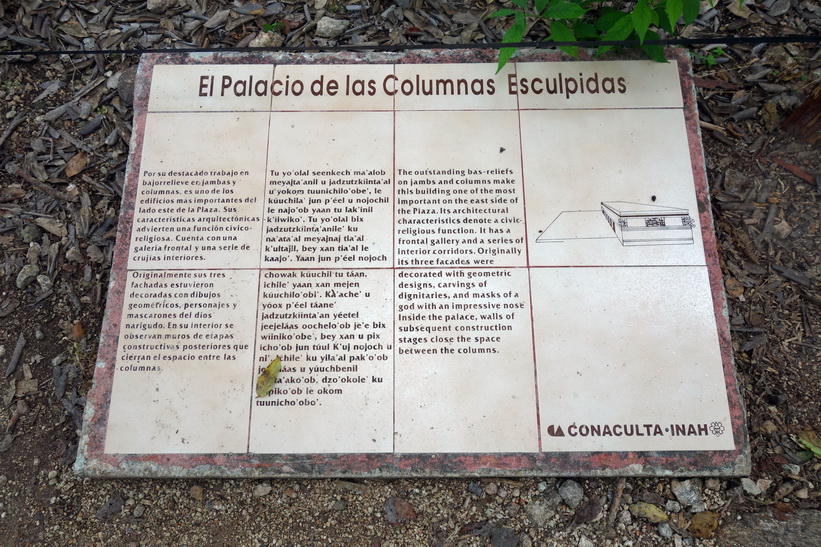 El Palacio de las Columnas Esculpidas
Por su destacado trabajo en
bajorrelieve en jambas y
columnas, es uno de los
edificios más importantes del
lado este de la Plaza. Sus
características arquitectónicas
advierten una función cívico-
religiosa. Cuenta con una
galería frontal y una serie de
crujías interiores.
Originalmente sus tres
fachadas estuvieron
decoradas con dibujos
geométricos, personajes y
mascarones del dios
narigudo. En su interior se
observan muros de etapas
constructivas posteriores que
cierran el espacio entre las
columnas.
Tu yo'olal seenkech ma'alob
meyajta'anil u jadzutzkíinta'al
u yokom tuunichilo'obe', le
kúuchila' jun p'éel u nojochil
le najo'ob yaan tu lak'inil
k'íiwiko'. Tu yo'olal bix
jadzutzkíinta'anile' ku
na'ata'al meyajnaj tia'al
k'ultajil, bey xan tia'al le
kaajo'. Yaan jun p'éel nojoch
chowak kúuchil tu táan,
ichile' yaan xan mejen
kúuchilo'obi'. Ka'ache' u
yóox p'éel táane'
jadzutzkíinta'an yéetel
jeejeláas oochelo'ob je'e bix
wíiniko'obe', bey xan u pix
icho'ob jun túul K'uj nojoch u
ni'. Ichile' ku yila'al pak'o'ob
u yúuchbenil
ta'ako'ob, dzo'okole' ku
piko'ob le okom
tuunicho'obo'.
The outstanding bas-reliefs
on jambs and columns make
this building one of the most
important on the east side of
the Plaza. Its architectural
characteristics denote a civic-
religious function. It has a
frontal gallery and a series of
interior corridors. Originally
its three facades were
decorated with geometric
designs, carvings of
dignitaries, and masks of a
god with an impressive nose
Inside the palace, walls of
subsequent construction
stages close the space
between the columns.
CONACULTA·INAH